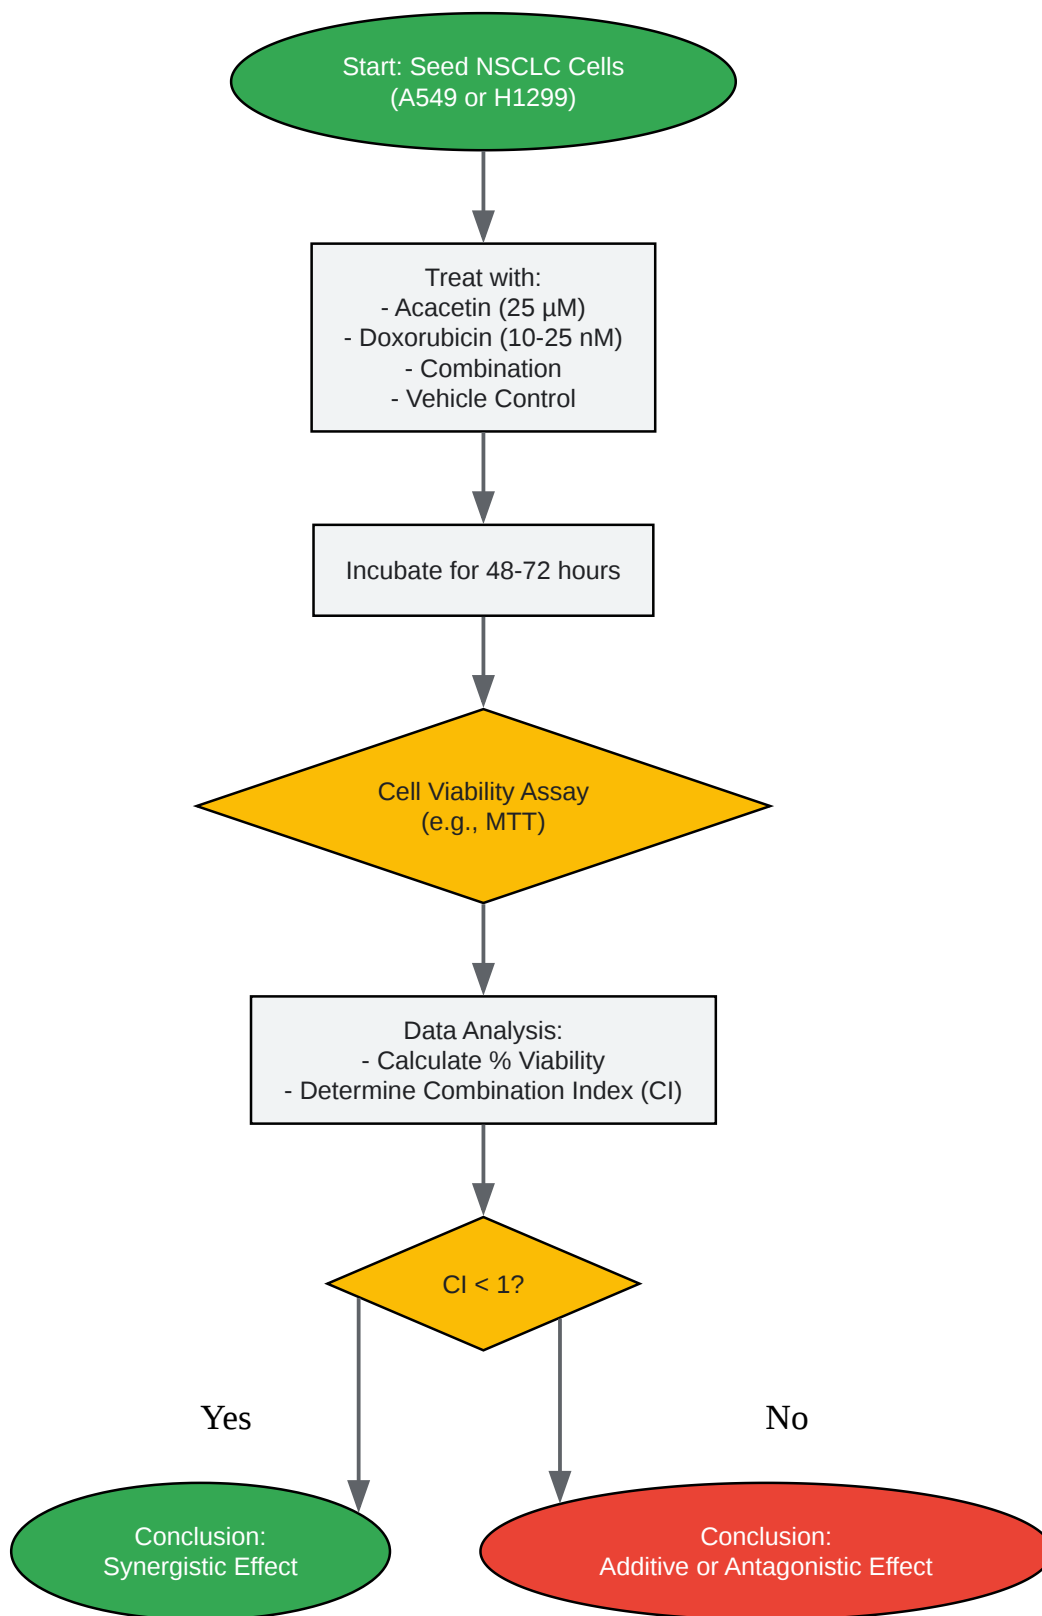 Start: Seed NSCLC Cells
(A549 or H1299)
Treat with:
- Acacetin (25 µM)
- Doxorubicin (10-25 nM)
- Combination
- Vehicle Control
Incubate for 48-72 hours
Cell Viability Assay
(e.g., MTT)
Data Analysis:
- Calculate % Viability
- Determine Combination Index (CI)
CI < 1?
Yes
No
Conclusion:
Synergistic Effect
Conclusion:
Additive or Antagonistic Effect